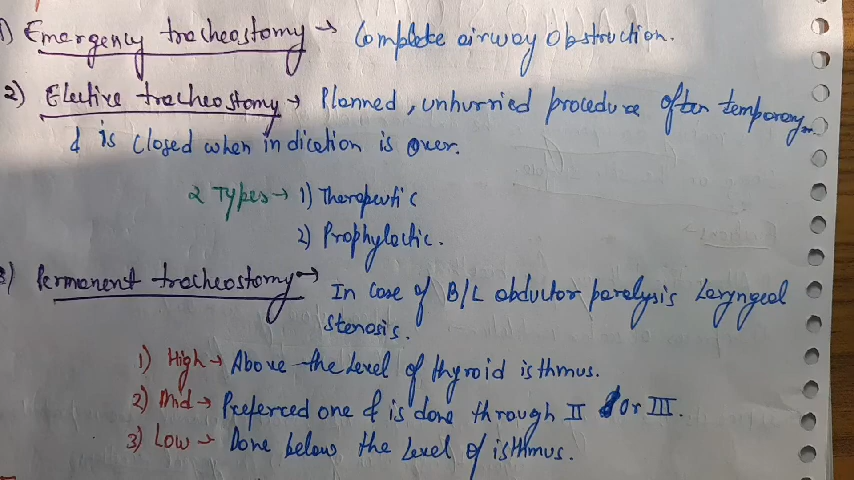 1) Emergency tracheostomy → Complete airway obstruction.
2) Elective tracheostomy → Planned, unhurried procedure often temporary
& is closed when indication is over.
2 Types → 1) Therapeutic
2) Prophylactic.
3) Permanent tracheostomy → In case of B/L abductor paralysis Laryngeal
stenosis.
1) High → Above the level of thyroid isthmus.
2) Mid → Preferred one & is done through II or III.
3) Low → Done below the level of isthmus.